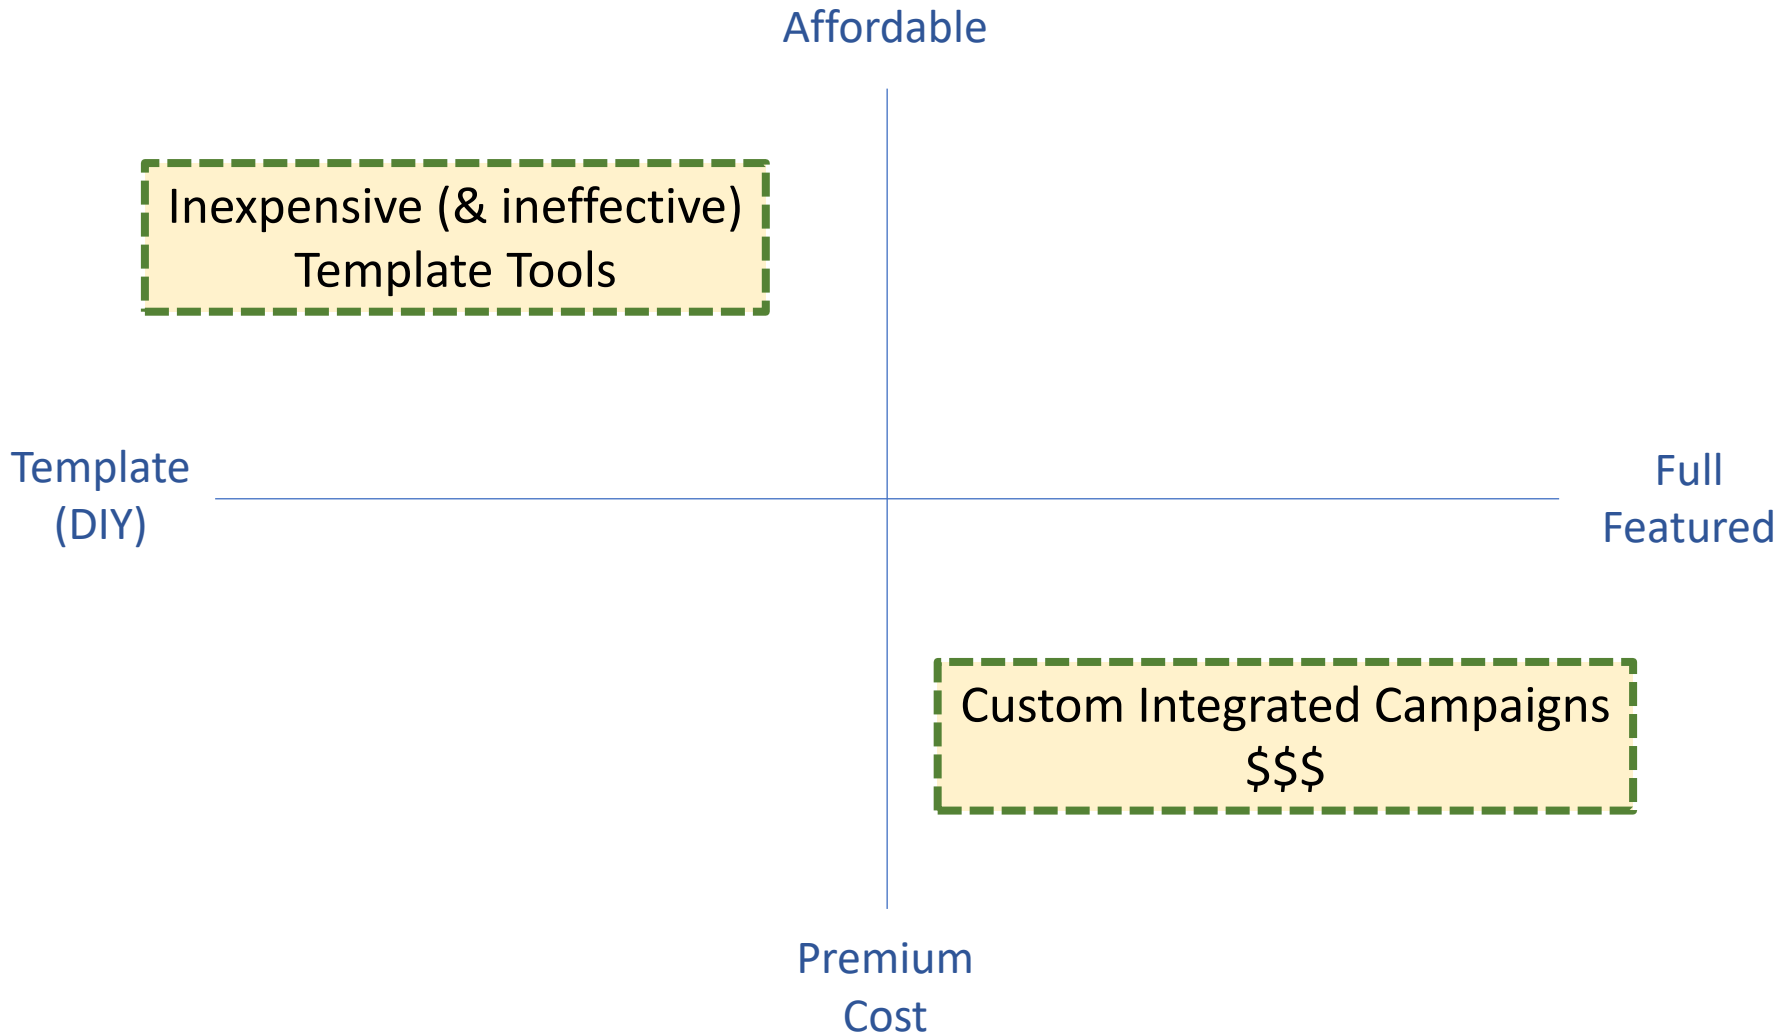 Affordable
Inexpensive (& ineffective)
Template Tools
Template
(DIY)
Full
Featured
Custom Integrated Campaigns
$$$
Premium
Cost